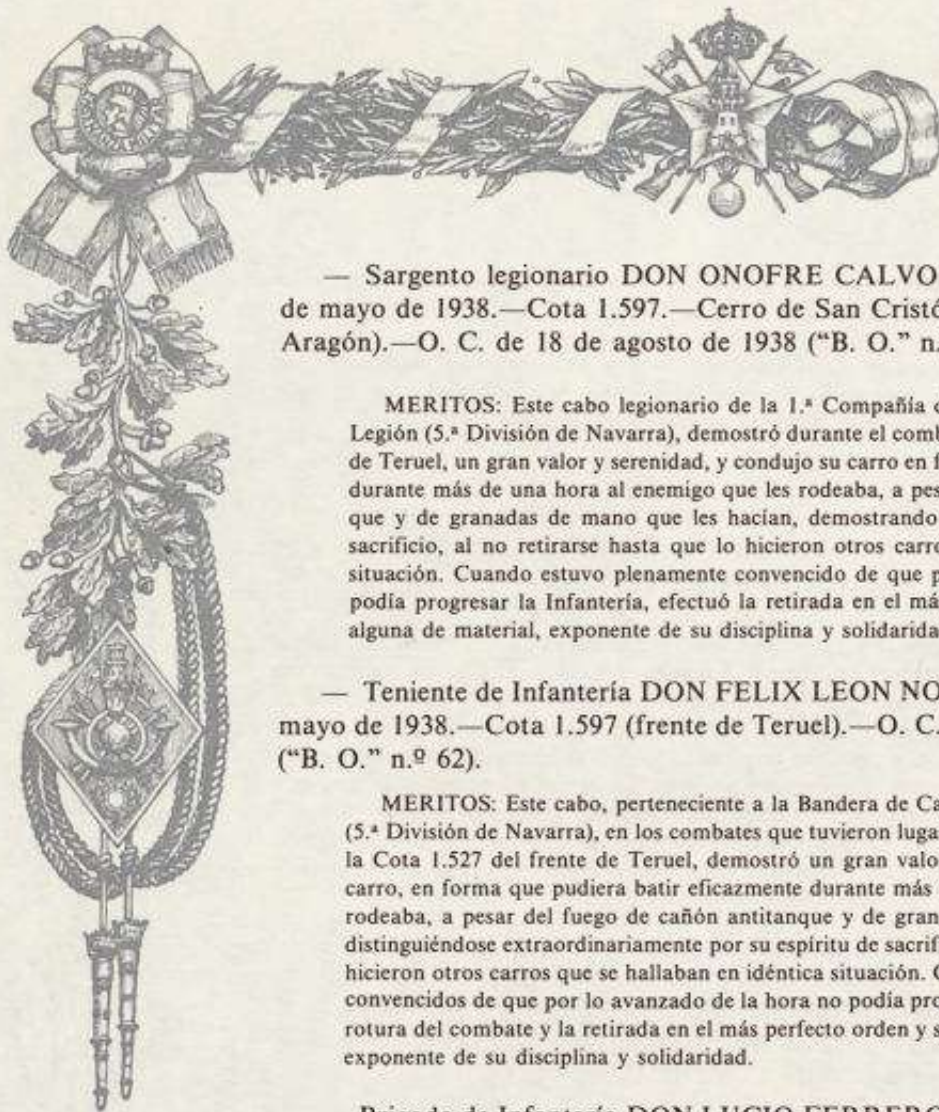 — Sargento legionario DON ONOFRE CALVO
de mayo de 1938.—Cota 1.597.—Cerro de San Cristó
Aragón).—O. C. de 18 de agosto de 1938 (“B. O.” n.
MERITOS: Este cabo legionario de la 1.ª Compañía d
Legión (5.ª División de Navarra), demostró durante el comb
de Teruel, un gran valor y serenidad, y condujo su carro en f
durante más de una hora al enemigo que les rodeaba, a pes
que y de granadas de mano que les hacían, demostrando
sacrificio, al no retirarse hasta que lo hicieron otros carro
situación. Cuando estuvo plenamente convencido de que p
podía progresar la Infantería, efectuó la retirada en el má
alguna de material, exponente de su disciplina y solidarida
— Teniente de Infantería DON FELIX LEON NO
mayo de 1938.—Cota 1.597 (frente de Teruel).—O. C.
(“B. O.” n.º 62).
MERITOS: Este cabo, perteneciente a la Bandera de Ca
(5.ª División de Navarra), en los combates que tuvieron luga
la Cota 1.527 del frente de Teruel, demostró un gran valo
carro, en forma que pudiera batir eficazmente durante más
rodeaba, a pesar del fuego de cañón antitanque y de gran
distinguiéndose extraordinariamente por su espíritu de sacrif
hicieron otros carros que se hallaban en idéntica situación. C
convencidos de que por lo avanzado de la hora no podía pro
rotura del combate y la retirada en el más perfecto orden y s
exponente de su disciplina y solidaridad.
Brigada de Infantería DON LUCIO FERRERO